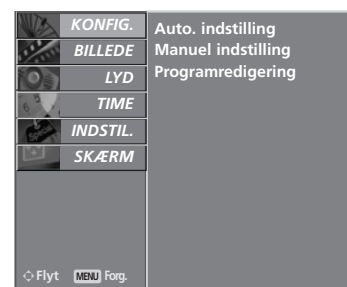 KONFIG.
BILLEDE
LYD
TIME
INDSTIL.
SKÆRM
Auto. indstilling
Manuel indstilling
Programredigering
Flyt MENU Forg.